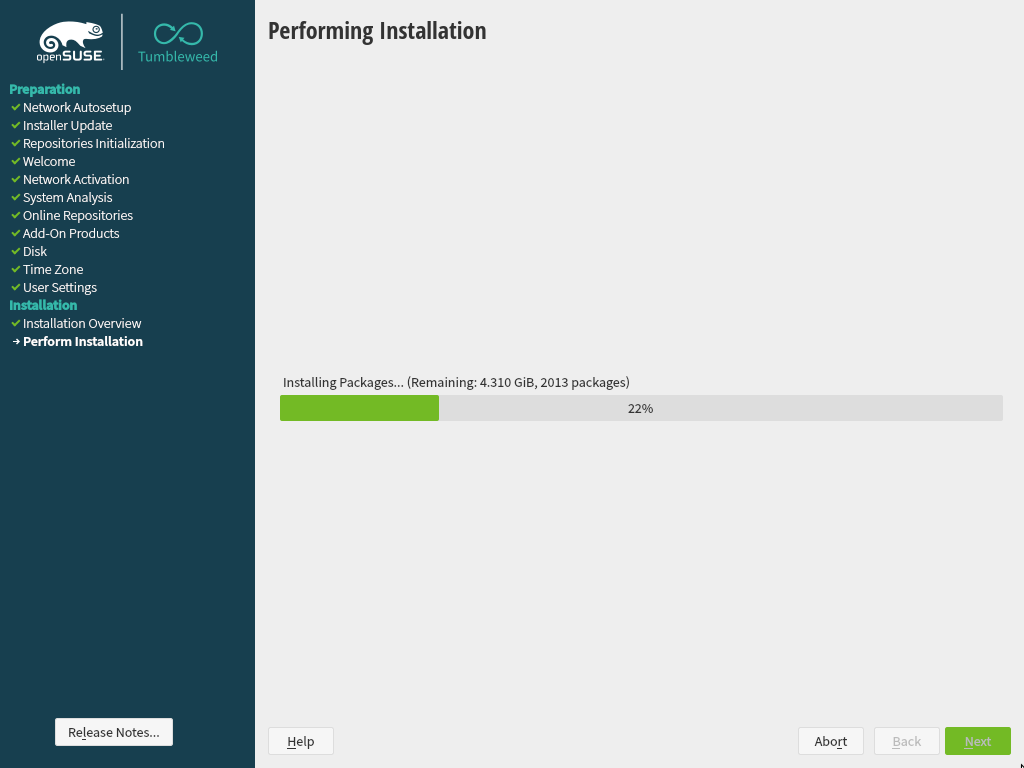 openSUSE
Tumbleweed
Preparation
Network Autosetup
Installer Update
Repositories Initialization
Welcome
Network Activation
System Analysis
Online Repositories
Add-On Products
Disk
Time Zone
User Settings
Installation
Installation Overview
Perform Installation
Release Notes...
Performing Installation
Installing Packages... (Remaining: 4.310 GiB, 2013 packages)
22%
Help
Abort
Back
Next